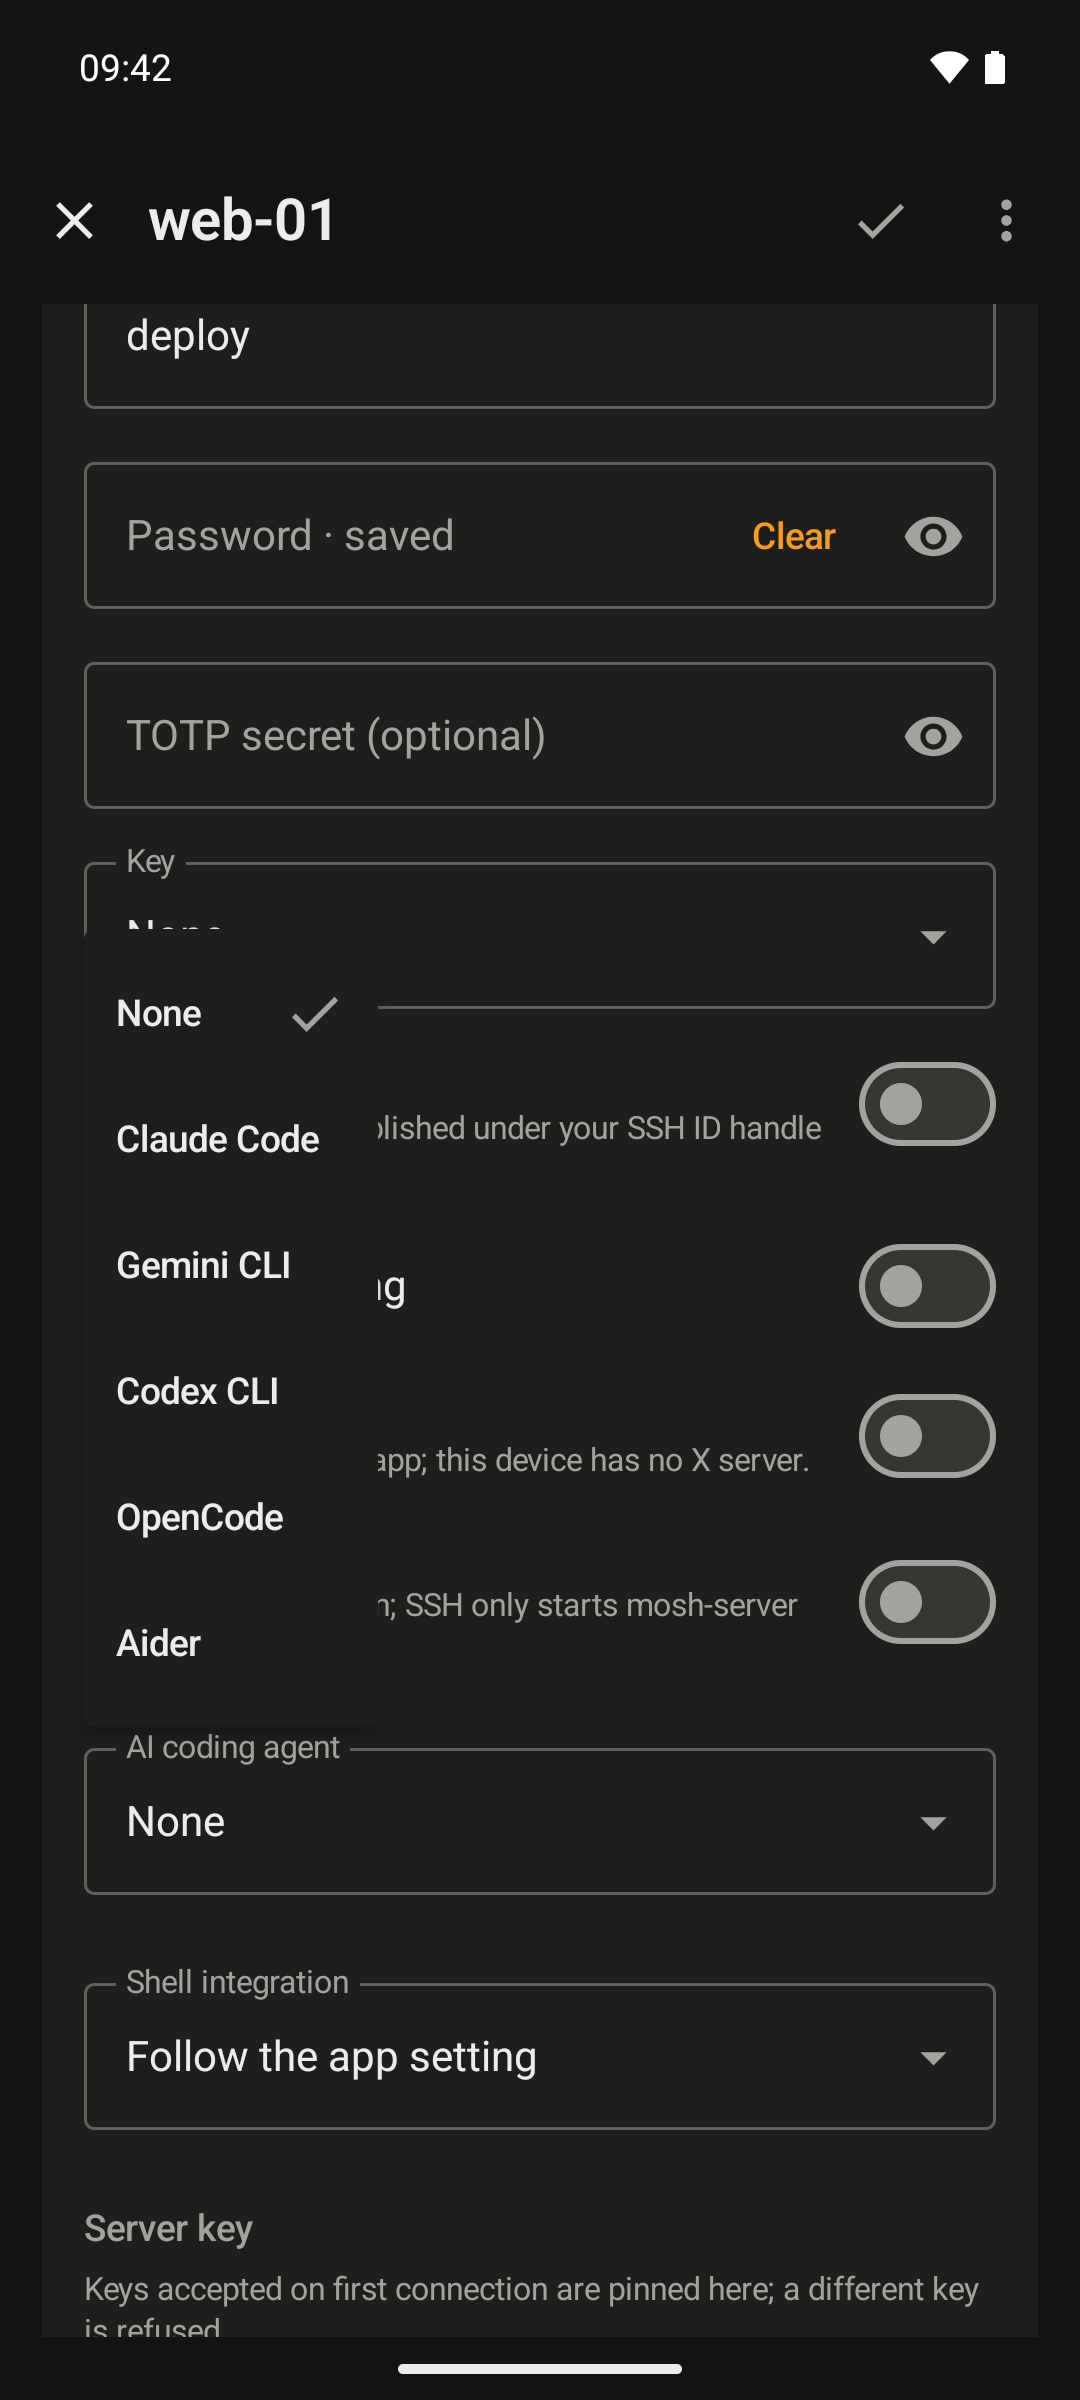 09:42
web-01
deploy
Password · saved
Clear
TOTP secret (optional)
Key
None
None
Claude Code
under your SSH ID handle
Gemini CLI
Codex CLI
app; this device has no X server.
OpenCode
SSH only starts mosh-server
Aider
AI coding agent
None
Shell integration
Follow the app setting
Server key
Keys accepted on first connection are pinned here; a different key
is refused